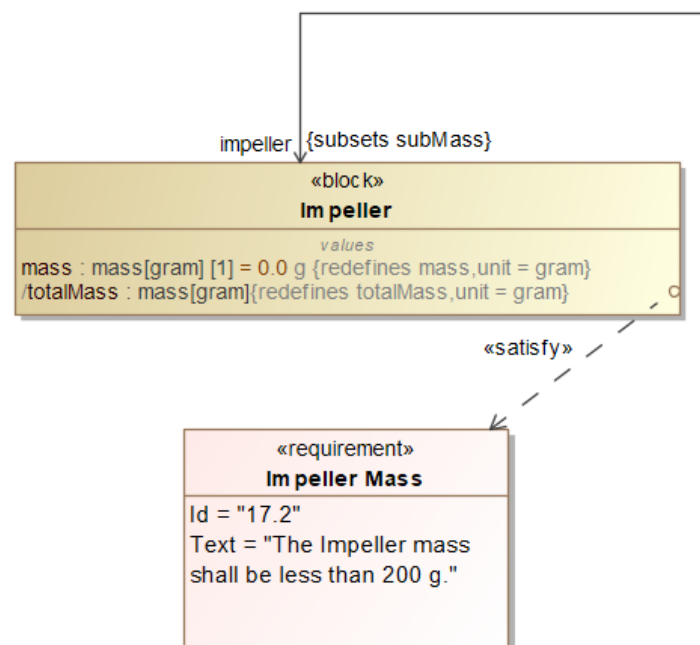 impeller {subsets subMass}
«block»
Impeller
values
mass : mass[gram] [1] = 0.0 g {redefines mass,unit = gram}
/totalMass : mass[gram]{redefines totalMass,unit = gram}
«satisfy»
«requirement»
Impeller Mass
Id = "17.2"
Text = "The Impeller mass
shall be less than 200 g."